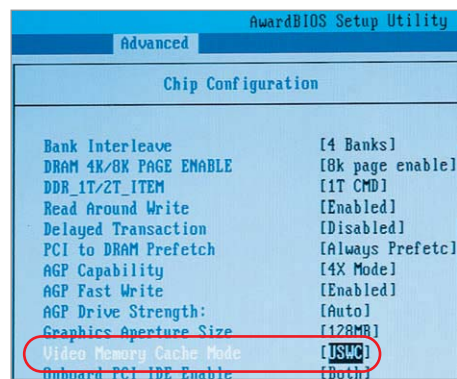 AwardBIOS Setup Utility
Advanced
Chip Configuration
Bank Interleave [4 Banks]
DRAM 4K/8K PAGE ENABLE [8k page enable]
DDR_1T/2T_ITEM [1T CMD]
Read Around Write [Enabled]
Delayed Transaction [Disabled]
PCI to DRAM Prefetch [Always Prefetc]
AGP Capability [4X Mode]
AGP Fast Write [Enabled]
AGP Drive Strength: [Auto]
Graphics Aperture Size [128MB]
Video Memory Cache Mode [USWC]
Onboard PCI IDE Enable [Both]